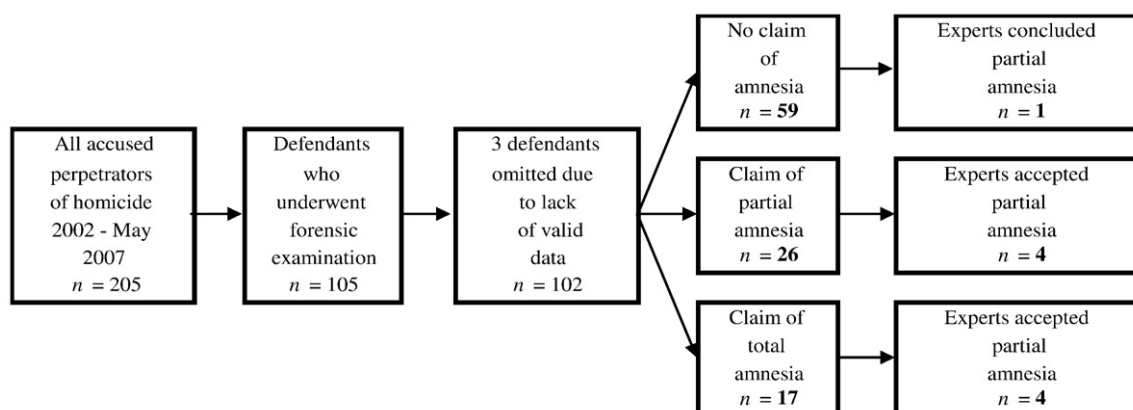 All accused
perpetrators
of homicide
2002 - May
2007
n = 205
Defendants
who
underwent
forensic
examination
n = 105
3 defendants
omitted due
to lack
of valid
data
n = 102
No claim
of
amnesia
n = 59
Experts concluded
partial
amnesia
n = 1
Claim of
partial
amnesia
n = 26
Experts accepted
partial
amnesia
n = 4
Claim of
total
amnesia
n = 17
Experts accepted
partial
amnesia
n = 4